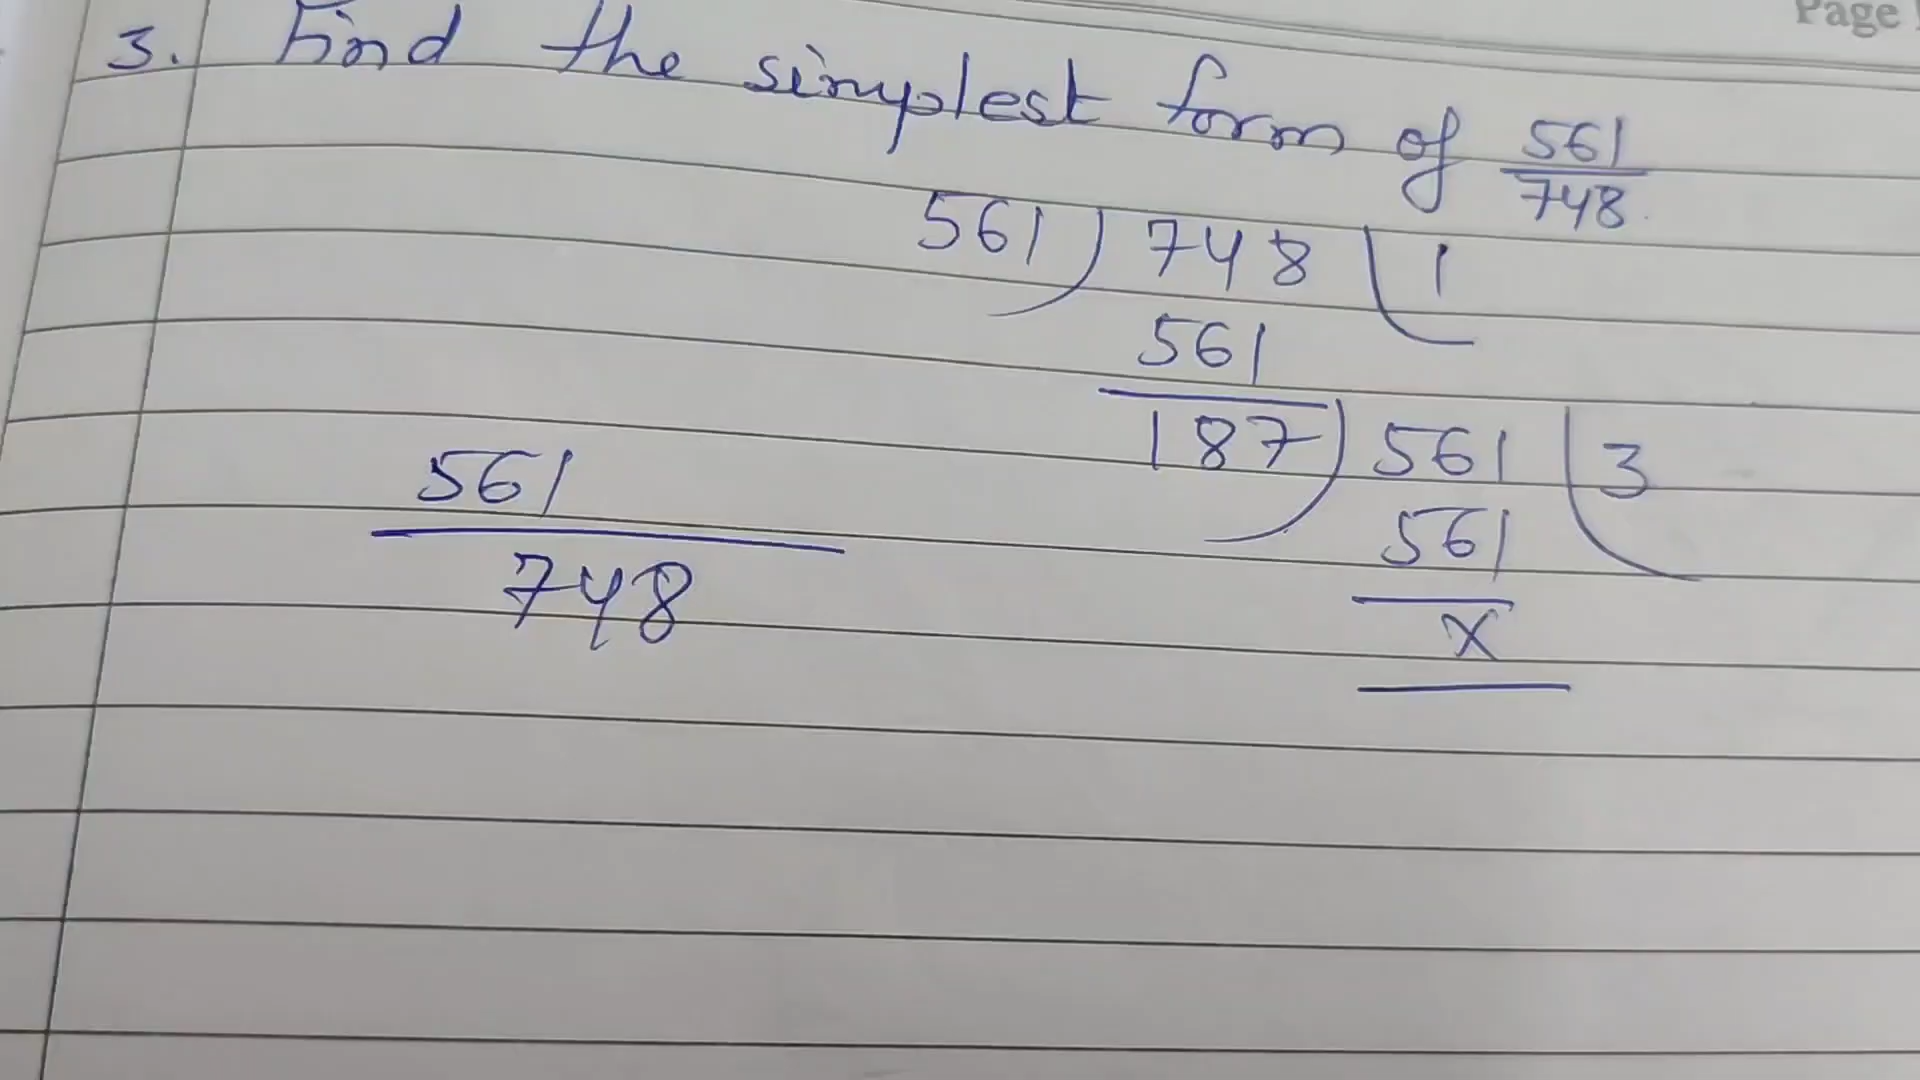 Page
3. Find the simplest form of 561/748
561 ) 748 ( 1
561
187 ) 561 ( 3
561
x
561
748